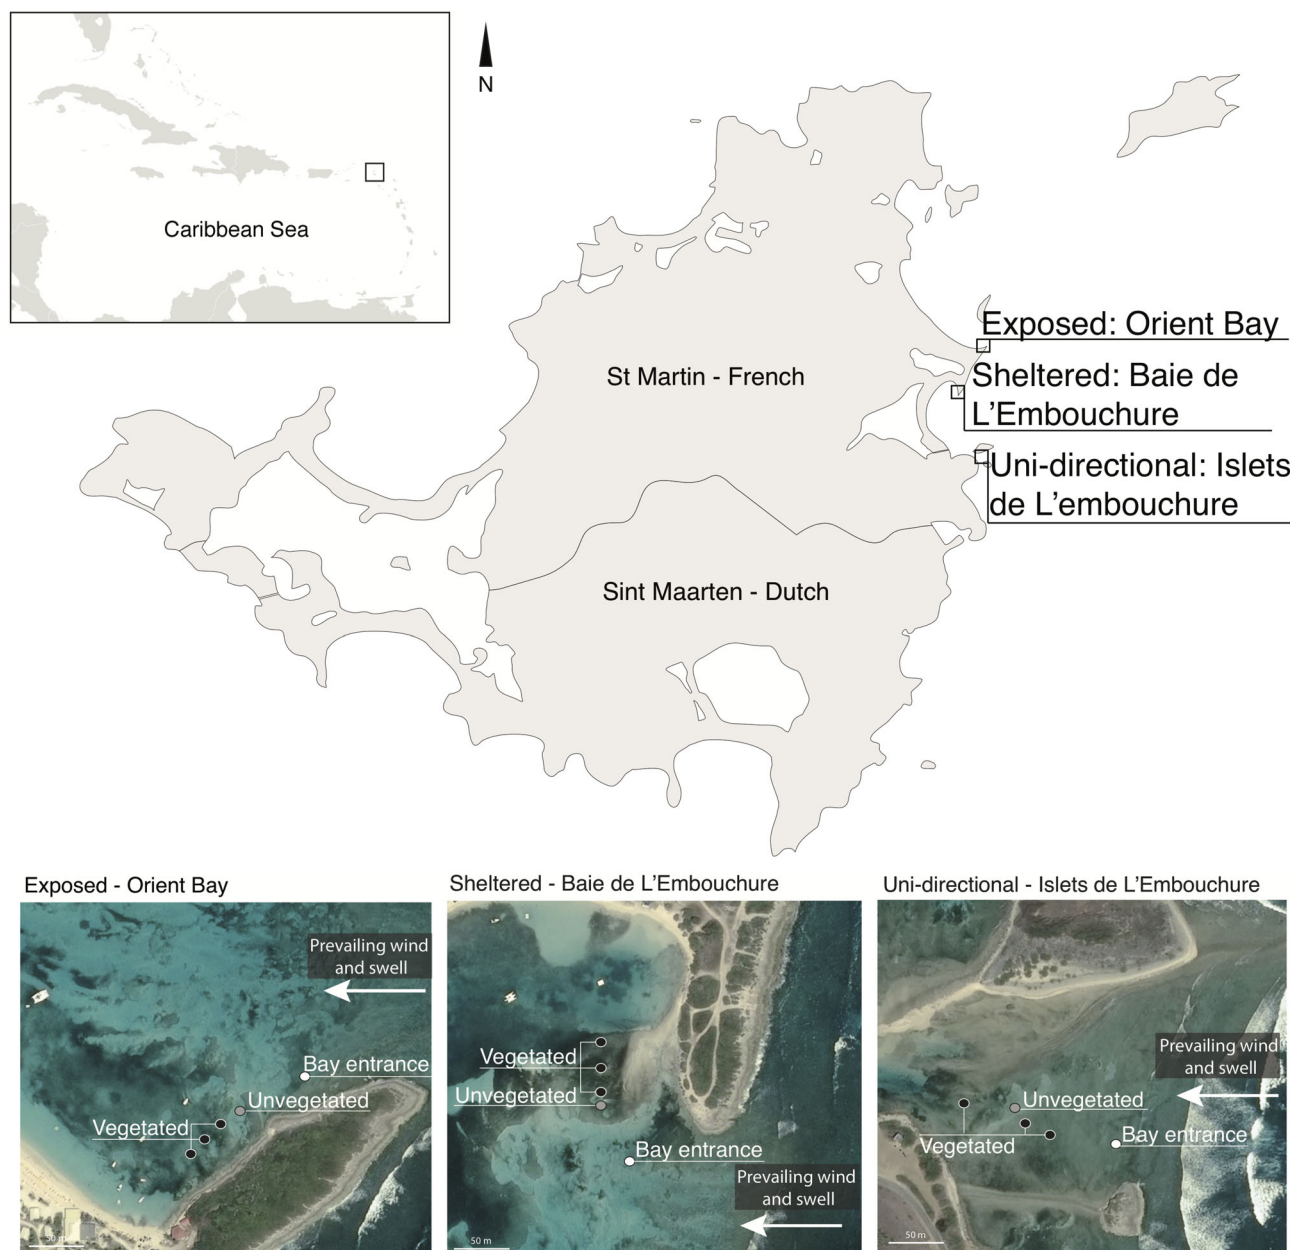 N
Caribbean Sea
Exposed: Orient Bay
St Martin - French
Sheltered: Baie de
L'Embouchure
Uni-directional: Islets
de L'embouchure
Sint Maarten - Dutch
Exposed - Orient Bay
Prevailing wind
and swell
Bay entrance
Unvegetated
Vegetated
50 m
Sheltered - Baie de L'Embouchure
Vegetated
Unvegetated
Bay entrance
Prevailing wind
and swell
50 m
Uni-directional - Islets de L'Embouchure
Prevailing wind
and swell
Unvegetated
Bay entrance
Vegetated
50 m